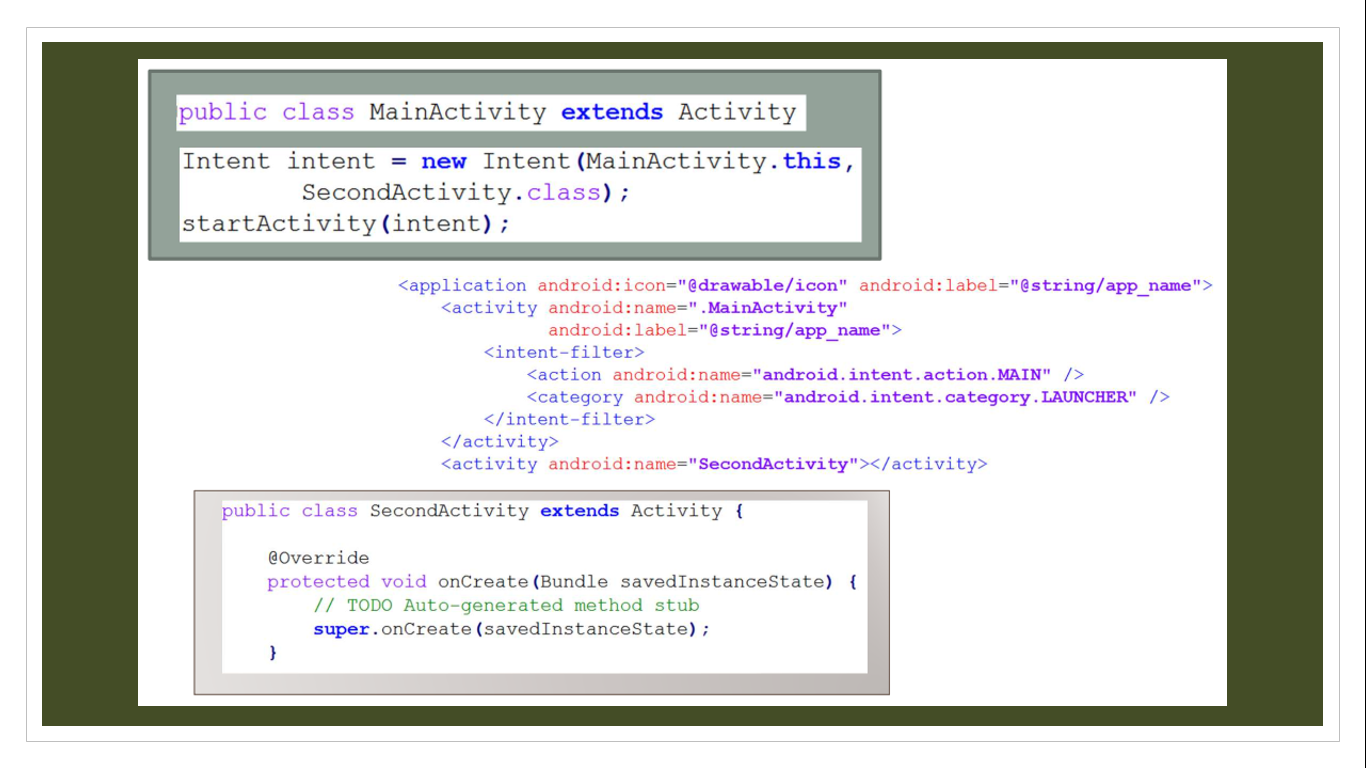 public class MainActivity extends Activity
Intent intent = new Intent(MainActivity.this,
SecondActivity.class);
startActivity(intent);
<application android:icon="@drawable/icon" android:label="@string/app_name">
<activity android:name=".MainActivity"
android:label="@string/app_name">
<intent-filter>
<action android:name="android.intent.action.MAIN" />
<category android:name="android.intent.category.LAUNCHER" />
</intent-filter>
</activity>
<activity android:name="SecondActivity"></activity>
public class SecondActivity extends Activity {
@Override
protected void onCreate(Bundle savedInstanceState) {
// TODO Auto-generated method stub
super.onCreate(savedInstanceState);
}